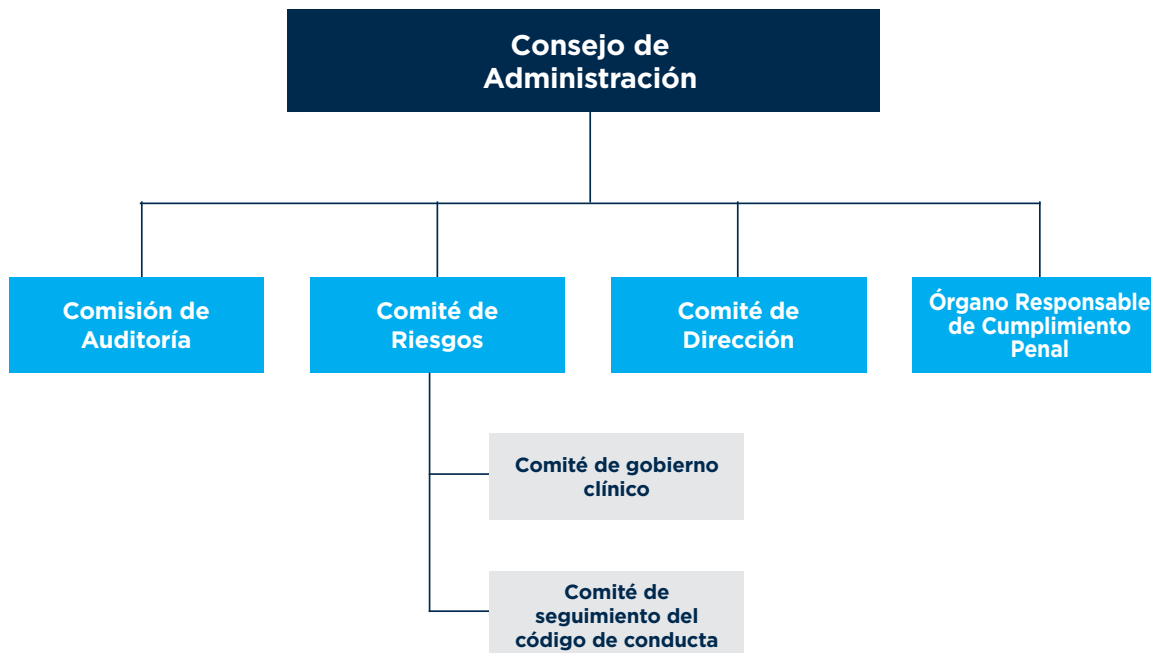 Consejo de
Administración
Comisión de
Auditoría
Comité de
Riesgos
Comité de
Dirección
Órgano Responsable
de Cumplimiento
Penal
Comité de gobierno
clínico
Comité de
seguimiento del
código de conducta